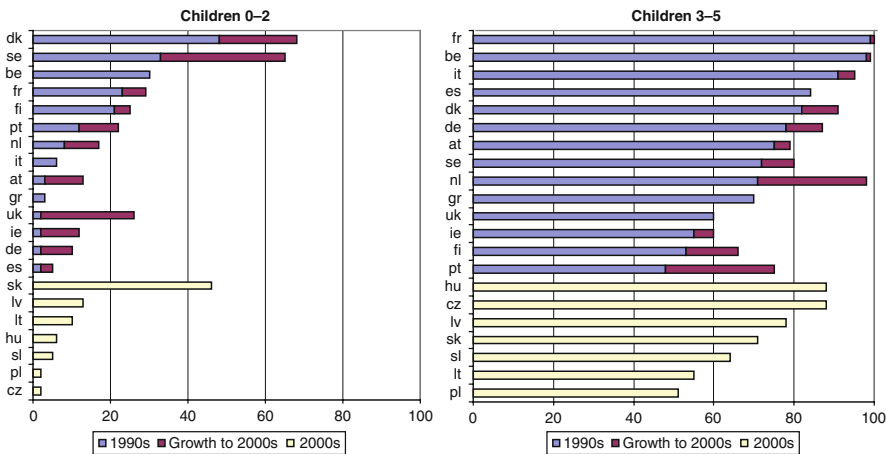 Children 0–2
dk
se
be
fr
fi
pt
nl
it
at
gr
uk
ie
de
es
sk
lv
lt
hu
sl
pl
cz
0 20 40 60 80 100
1990s Growth to 2000s 2000s
Children 3–5
fr
be
it
es
dk
de
at
se
nl
gr
uk
ie
fi
pt
hu
cz
lv
sk
sl
lt
pl
0 20 40 60 80 100
1990s Growth to 2000s 2000s